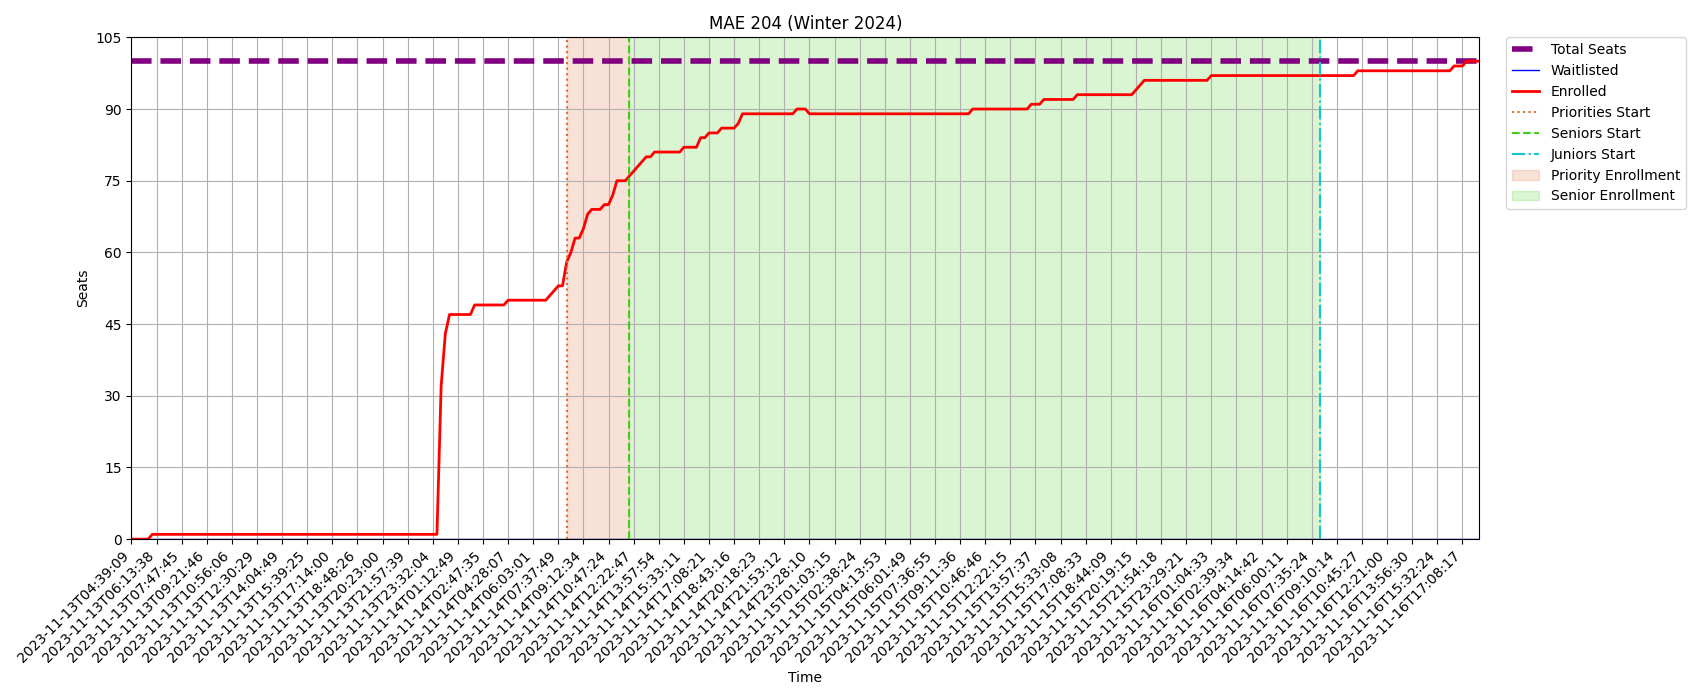 MAE 204 (Winter 2024)
105
90
75
60
45
30
15
0
Seats
2023-11-13T04:39:09
2023-11-13T06:13:38
2023-11-13T07:47:45
2023-11-13T09:21:46
2023-11-13T10:56:06
2023-11-13T12:30:29
2023-11-13T14:04:49
2023-11-13T15:39:25
2023-11-13T17:14:00
2023-11-13T18:48:26
2023-11-13T20:23:00
2023-11-13T21:57:39
2023-11-13T23:32:04
2023-11-14T01:12:49
2023-11-14T02:47:35
2023-11-14T04:28:07
2023-11-14T06:03:01
2023-11-14T07:37:49
2023-11-14T09:12:34
2023-11-14T10:47:24
2023-11-14T12:22:47
2023-11-14T13:57:54
2023-11-14T15:33:11
2023-11-14T17:08:21
2023-11-14T18:43:16
2023-11-14T20:18:23
2023-11-14T21:53:12
2023-11-14T23:28:10
2023-11-15T01:03:15
2023-11-15T02:38:24
2023-11-15T04:13:53
2023-11-15T06:01:49
2023-11-15T07:36:55
2023-11-15T09:11:36
2023-11-15T10:46:46
2023-11-15T12:22:15
2023-11-15T13:57:37
2023-11-15T15:33:08
2023-11-15T17:08:33
2023-11-15T18:44:09
2023-11-15T20:19:15
2023-11-15T21:54:18
2023-11-15T23:29:21
2023-11-16T01:04:33
2023-11-16T02:39:34
2023-11-16T04:14:42
2023-11-16T06:00:11
2023-11-16T07:35:24
2023-11-16T09:10:14
2023-11-16T10:45:27
2023-11-16T12:21:00
2023-11-16T13:56:30
2023-11-16T15:32:24
2023-11-16T17:08:17
Time
Total Seats
Waitlisted
Enrolled
Priorities Start
Seniors Start
Juniors Start
Priority Enrollment
Senior Enrollment